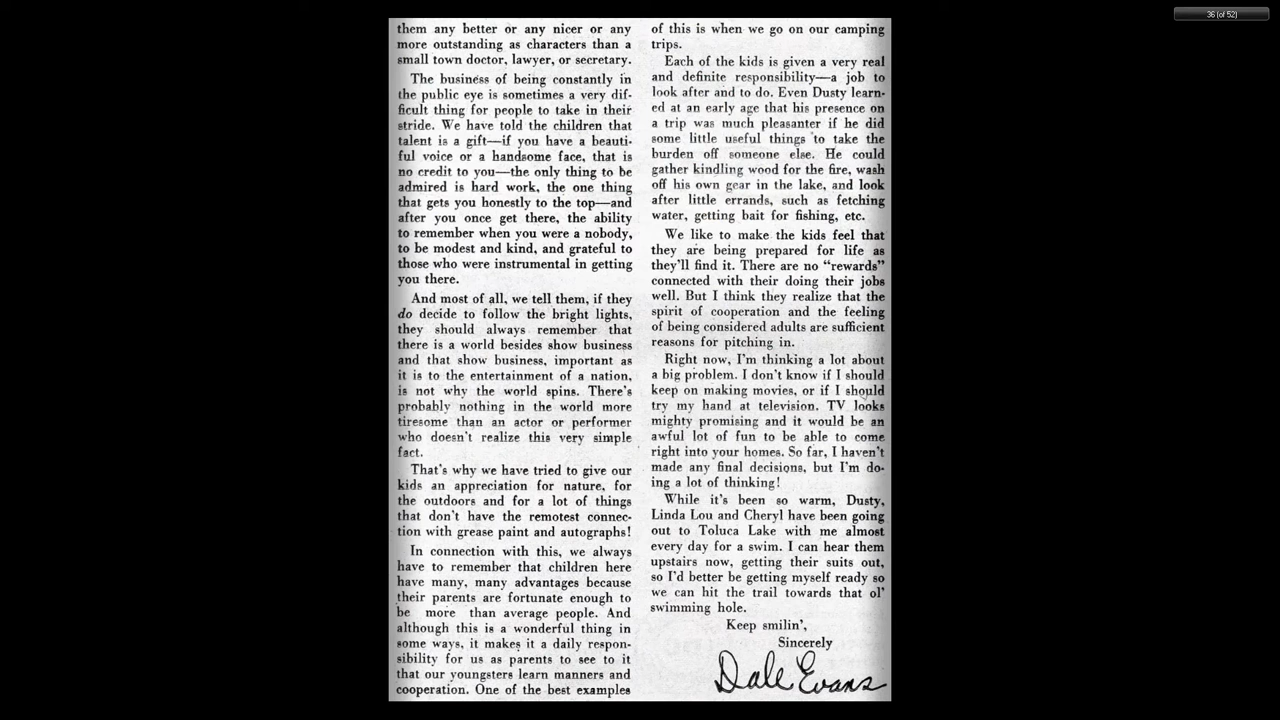 36 (of 52)
them any better or any nicer or any
more outstanding as characters than a
small town doctor, lawyer, or secretary.
The business of being constantly in
the public eye is sometimes a very dif-
ficult thing for people to take in their
stride. We have told the children that
talent is a gift—if you have a beauti-
ful voice or a handsome face, that is
no credit to you—the only thing to be
admired is hard work, the one thing
that gets you honestly to the top—and
after you once get there, the ability
to remember when you were a nobody,
to be modest and kind, and grateful to
those who were instrumental in getting
you there.
And most of all, we tell them, if they
do decide to follow the bright lights,
they should always remember that
there is a world besides show business
and that show business, important as
it is to the entertainment of a nation,
is not why the world spins. There's
probably nothing in the world more
tiresome than an actor or performer
who doesn't realize this very simple
fact.
That's why we have tried to give our
kids an appreciation for nature, for
the outdoors and for a lot of things
that don't have the remotest connec-
tion with grease paint and autographs!
In connection with this, we always
have to remember that children here
have many, many advantages because
their parents are fortunate enough to
be more than average people. And
although this is a wonderful thing in
some ways, it makes it a daily respon-
sibility for us as parents to see to it
that our youngsters learn manners and
cooperation. One of the best examples
of this is when we go on our camping
trips.
Each of the kids is given a very real
and definite responsibility—a job to
look after and to do. Even Dusty learn-
ed at an early age that his presence on
a trip was much pleasanter if he did
some little useful things to take the
burden off someone else. He could
gather kindling wood for the fire, wash
off his own gear in the lake, and look
after little errands, such as fetching
water, getting bait for fishing, etc.
We like to make the kids feel that
they are being prepared for life as
they'll find it. There are no "rewards"
connected with their doing their jobs
well. But I think they realize that the
spirit of cooperation and the feeling
of being considered adults are sufficient
reasons for pitching in.
Right now, I'm thinking a lot about
a big problem. I don't know if I should
keep on making movies, or if I should
try my hand at television. TV looks
mighty promising and it would be an
awful lot of fun to be able to come
right into your homes. So far, I haven't
made any final decisions, but I'm do-
ing a lot of thinking!
While it's been so warm, Dusty,
Linda Lou and Cheryl have been going
out to Toluca Lake with me almost
every day for a swim. I can hear them
upstairs now, getting their suits out,
so I'd better be getting myself ready so
we can hit the trail towards that ol'
swimming hole.
Keep smilin',
Sincerely
Dale Evans